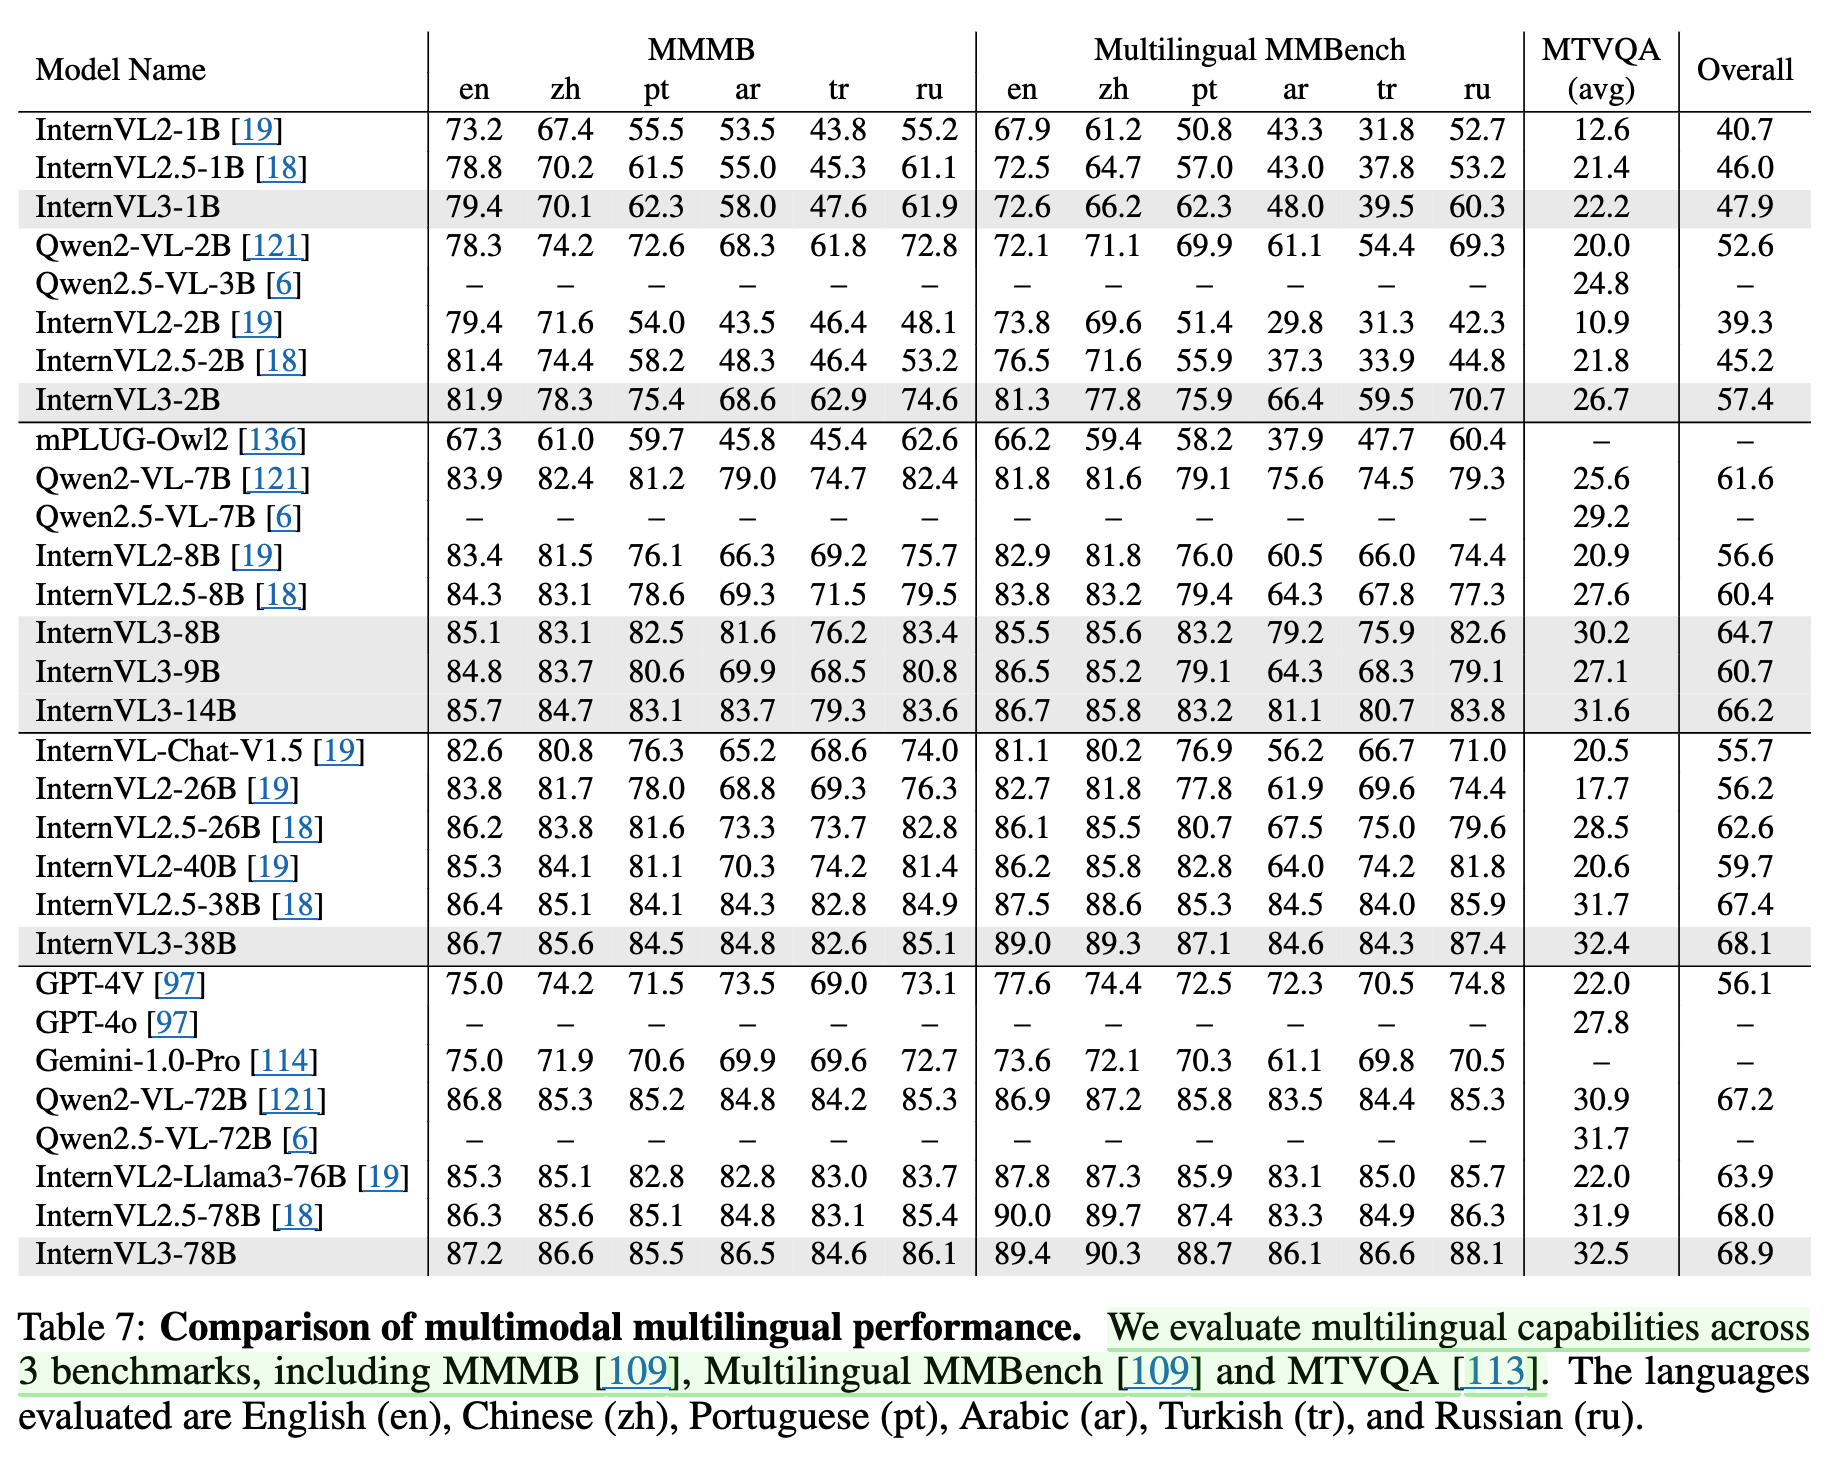 Model Name MMMB Multilingual MMBench MTVQA (avg) Overall
en zh pt ar tr ru en zh pt ar tr ru
InternVL2-1B [19] 73.2 67.4 55.5 53.5 43.8 55.2 67.9 61.2 50.8 43.3 31.8 52.7 12.6 40.7
InternVL2.5-1B [18] 78.8 70.2 61.5 55.0 45.3 61.1 72.5 64.7 57.0 43.0 37.8 53.2 21.4 46.0
InternVL3-1B 79.4 70.1 62.3 58.0 47.6 61.9 72.6 66.2 62.3 48.0 39.5 60.3 22.2 47.9
Qwen2-VL-2B [121] 78.3 74.2 72.6 68.3 61.8 72.8 72.1 71.1 69.9 61.1 54.4 69.3 20.0 52.6
Qwen2.5-VL-3B [6] – – – – – – – – – – – – 24.8 –
InternVL2-2B [19] 79.4 71.6 54.0 43.5 46.4 48.1 73.8 69.6 51.4 29.8 31.3 42.3 10.9 39.3
InternVL2.5-2B [18] 81.4 74.4 58.2 48.3 46.4 53.2 76.5 71.6 55.9 37.3 33.9 44.8 21.8 45.2
InternVL3-2B 81.9 78.3 75.4 68.6 62.9 74.6 81.3 77.8 75.9 66.4 59.5 70.7 26.7 57.4
mPLUG-Owl2 [136] 67.3 61.0 59.7 45.8 45.4 62.6 66.2 59.4 58.2 37.9 47.7 60.4 – –
Qwen2-VL-7B [121] 83.9 82.4 81.2 79.0 74.7 82.4 81.8 81.6 79.1 75.6 74.5 79.3 25.6 61.6
Qwen2.5-VL-7B [6] – – – – – – – – – – – – 29.2 –
InternVL2-8B [19] 83.4 81.5 76.1 66.3 69.2 75.7 82.9 81.8 76.0 60.5 66.0 74.4 20.9 56.6
InternVL2.5-8B [18] 84.3 83.1 78.6 69.3 71.5 79.5 83.8 83.2 79.4 64.3 67.8 77.3 27.6 60.4
InternVL3-8B 85.1 83.1 82.5 81.6 76.2 83.4 85.5 85.6 83.2 79.2 75.9 82.6 30.2 64.7
InternVL3-9B 84.8 83.7 80.6 69.9 68.5 80.8 86.5 85.2 79.1 64.3 68.3 79.1 27.1 60.7
InternVL3-14B 85.7 84.7 83.1 83.7 79.3 83.6 86.7 85.8 83.2 81.1 80.7 83.8 31.6 66.2
InternVL-Chat-V1.5 [19] 82.6 80.8 76.3 65.2 68.6 74.0 81.1 80.2 76.9 56.2 66.7 71.0 20.5 55.7
InternVL2-26B [19] 83.8 81.7 78.0 68.8 69.3 76.3 82.7 81.8 77.8 61.9 69.6 74.4 17.7 56.2
InternVL2.5-26B [18] 86.2 83.8 81.6 73.3 73.7 82.8 86.1 85.5 80.7 67.5 75.0 79.6 28.5 62.6
InternVL2-40B [19] 85.3 84.1 81.1 70.3 74.2 81.4 86.2 85.8 82.8 64.0 74.2 81.8 20.6 59.7
InternVL2.5-38B [18] 86.4 85.1 84.1 84.3 82.8 84.9 87.5 88.6 85.3 84.5 84.0 85.9 31.7 67.4
InternVL3-38B 86.7 85.6 84.5 84.8 82.6 85.1 89.0 89.3 87.1 84.6 84.3 87.4 32.4 68.1
GPT-4V [97] 75.0 74.2 71.5 73.5 69.0 73.1 77.6 74.4 72.5 72.3 70.5 74.8 22.0 56.1
GPT-4o [97] – – – – – – – – – – – – 27.8 –
Gemini-1.0-Pro [114] 75.0 71.9 70.6 69.9 69.6 72.7 73.6 72.1 70.3 61.1 69.8 70.5 – –
Qwen2-VL-72B [121] 86.8 85.3 85.2 84.8 84.2 85.3 86.9 87.2 85.8 83.5 84.4 85.3 30.9 67.2
Qwen2.5-VL-72B [6] – – – – – – – – – – – – 31.7 –
InternVL2-Llama3-76B [19] 85.3 85.1 82.8 82.8 83.0 83.7 87.8 87.3 85.9 83.1 85.0 85.7 22.0 63.9
InternVL2.5-78B [18] 86.3 85.6 85.1 84.8 83.1 85.4 90.0 89.7 87.4 83.3 84.9 86.3 31.9 68.0
InternVL3-78B 87.2 86.6 85.5 86.5 84.6 86.1 89.4 90.3 88.7 86.1 86.6 88.1 32.5 68.9
Table 7: Comparison of multimodal multilingual performance. We evaluate multilingual capabilities across
3 benchmarks, including MMMB [109], Multilingual MMBench [109] and MTVQA [113]. The languages
evaluated are English (en), Chinese (zh), Portuguese (pt), Arabic (ar), Turkish (tr), and Russian (ru).